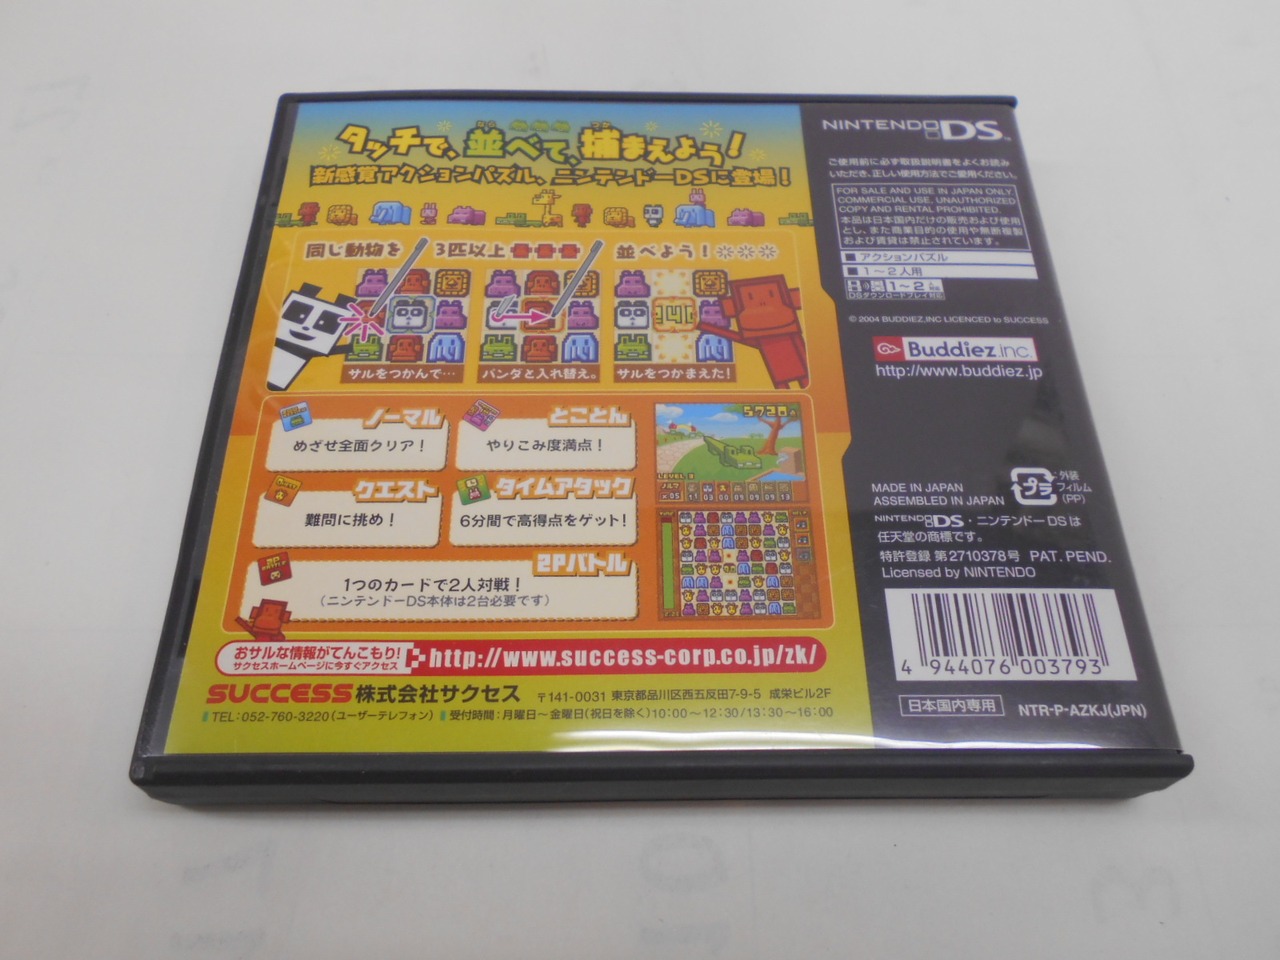 タッチで、並べて、捕まえよう!
新感覚アクションパズル、ニンテンドーDSに登場!
同じ動物を 3匹以上 並べよう!
サルをつかんで…
パンダと入れ替え。
サルをつかまえた!
ノーマル
めざせ全面クリア!
とことん
やりこみ度満点!
クエスト
難問に挑め!
タイムアタック
6分間で高得点をゲット!
2Pバトル
1つのカードで2人対戦!
(ニンテンドーDS本体は2台必要です)
LEVEL
おサルな情報がてんこもり!
サクセスホームページに今すぐアクセス
http://www.success-corp.co.jp/zk/
SUCCESS 株式会社サクセス 〒141-0031 東京都品川区西五反田7-9-5 成栄ビル2F
TEL:052-760-3220(ユーザーテレフォン) 受付時間:月曜日~金曜日(祝日を除く)10:00~12:30/13:30~16:00
NINTENDO DS™
ご使用前に必ず取扱説明書をよくお読み
いただき、正しい使用方法でご愛用ください。
FOR SALE AND USE IN JAPAN ONLY.
COMMERCIAL USE, UNAUTHORIZED
COPY AND RENTAL PROHIBITED.
本品は日本国内だけの販売および使用
とし、また商業目的の使用や無断複製
および賃貸は禁止されています。
■アクションパズル
■1~2人用
1~2
DSダウンロードプレイ対応
© 2004 BUDDIEZ,INC LICENCED to SUCCESS
Buddiez,inc.
http://www.buddiez.jp
MADE IN JAPAN
ASSEMBLED IN JAPAN
プラ
外装
フィルム
(PP)
NINTENDO DS・ニンテンドーDSは
任天堂の商標です。
特許登録 第2710378号 PAT. PEND.
Licensed by NINTENDO
4 944076 003793
日本国内専用
NTR-P-AZKJ(JPN)